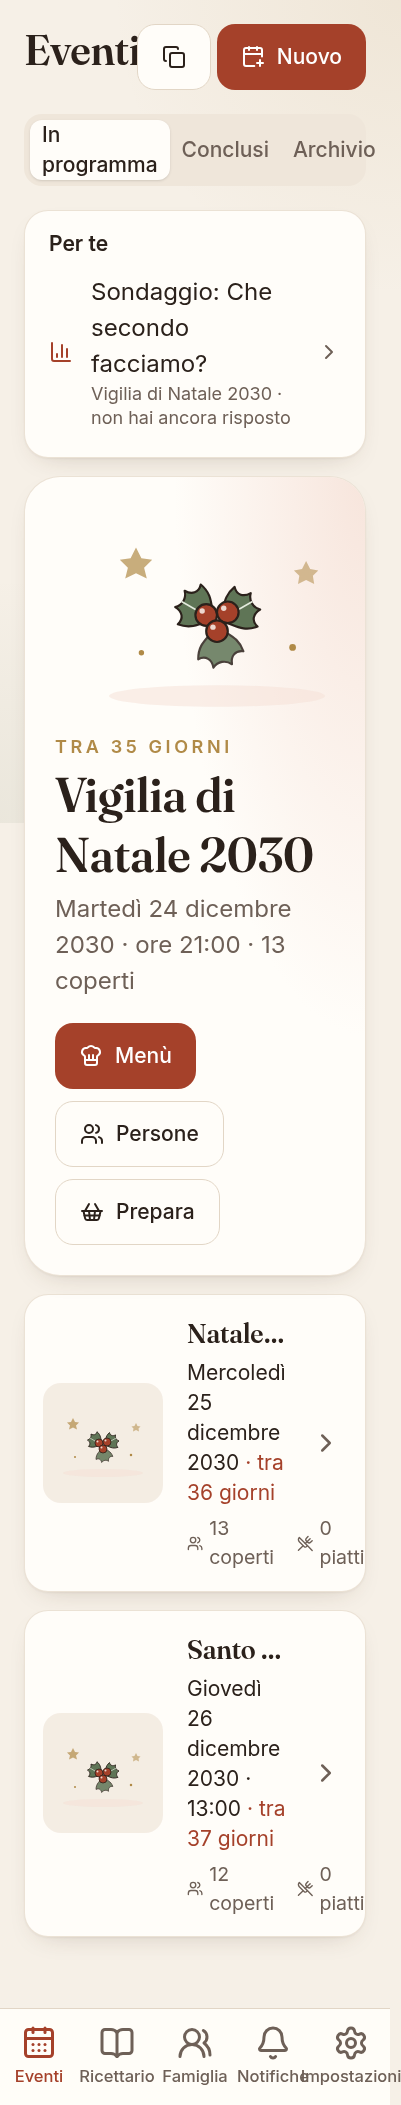 Eventi
Nuovo
In
programma
Conclusi
Archivio
Per te
Sondaggio: Che
secondo
facciamo?
Vigilia di Natale 2030 ·
non hai ancora risposto
TRA 35 GIORNI
Vigilia di
Natale 2030
Martedì 24 dicembre
2030 · ore 21:00 · 13
coperti
Menù
Persone
Prepara
Natale...
Mercoledì
25
dicembre
2030 · tra
36 giorni
13
coperti
0
piatti
Santo ...
Giovedì
26
dicembre
2030 ·
13:00 · tra
37 giorni
12
coperti
0
piatti
Eventi
Ricettario
Famiglia
Notifiche
Impostazioni